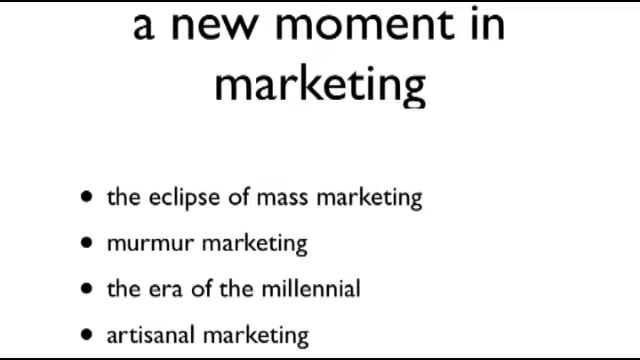 a new moment in
marketing
• the eclipse of mass marketing
• murmur marketing
• the era of the millennial
• artisanal marketing